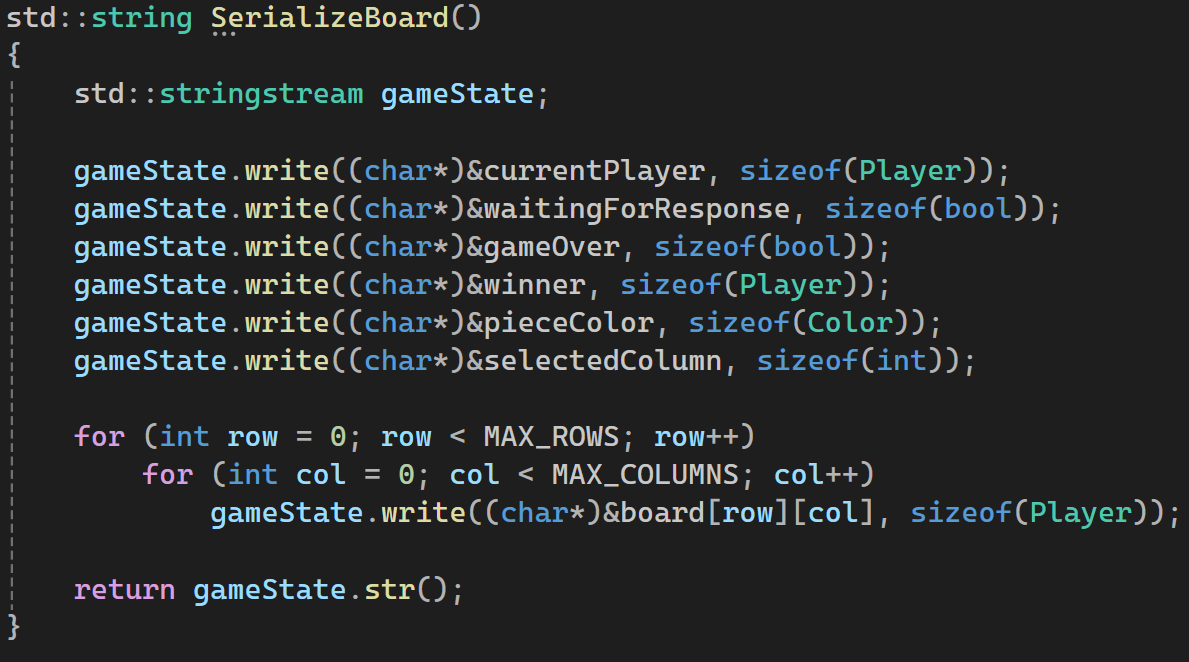 std::string SerializeBoard()
{
    std::stringstream gameState;

    gameState.write((char*)&currentPlayer, sizeof(Player));
    gameState.write((char*)&waitingForResponse, sizeof(bool));
    gameState.write((char*)&gameOver, sizeof(bool));
    gameState.write((char*)&winner, sizeof(Player));
    gameState.write((char*)&pieceColor, sizeof(Color));
    gameState.write((char*)&selectedColumn, sizeof(int));

    for (int row = 0; row < MAX_ROWS; row++)
        for (int col = 0; col < MAX_COLUMNS; col++)
            gameState.write((char*)&board[row][col], sizeof(Player));

    return gameState.str();
}